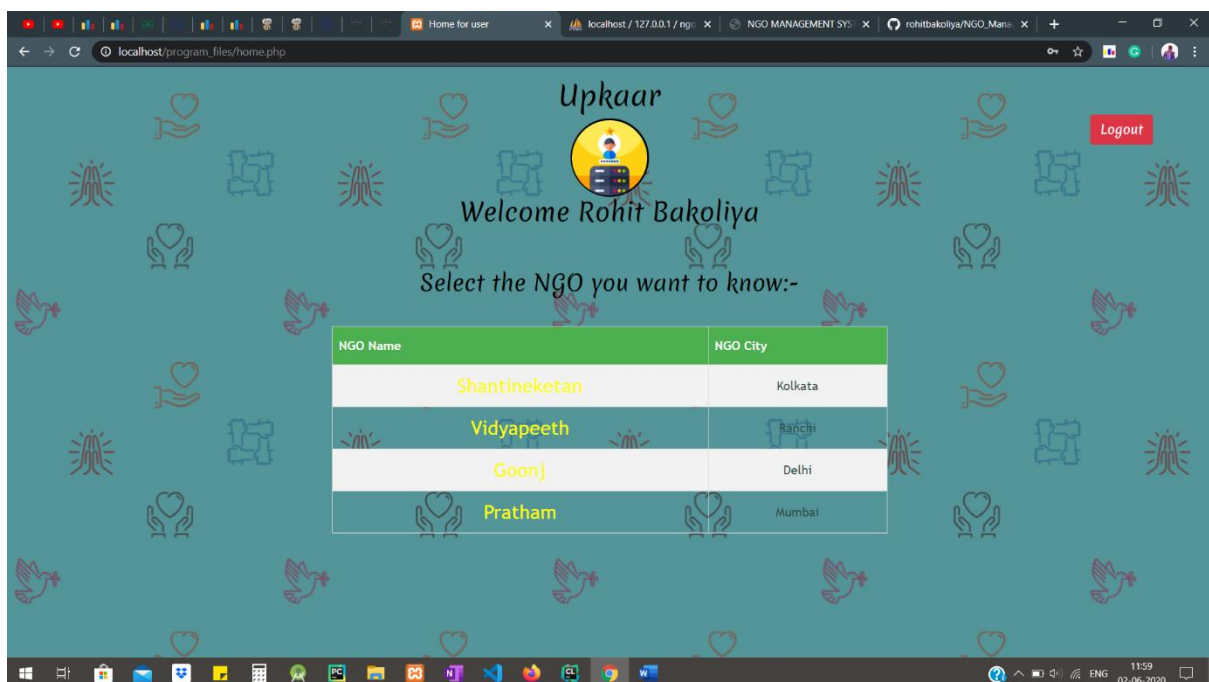 Home for user
localhost / 127.0.0.1 / ngo
NGO MANAGEMENT SYST
rohitbakoliya/NGO_Mana
localhost/program_files/home.php
Upkaar
Logout
Welcome Rohit Bakoliya
Select the NGO you want to know:-
NGO Name NGO City
Shantineketan Kolkata
Vidyapeeth Ranchi
Goonj Delhi
Pratham Mumbai
ENG 11:59
02-06-2020